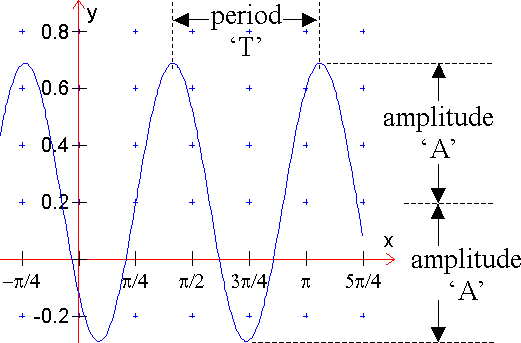 y
period
‘T’
0.8
0.6
0.4
0.2
-0.2
amplitude
‘A’
x
amplitude
‘A’
−π/4
π/4
π/2
3π/4
π
5π/4